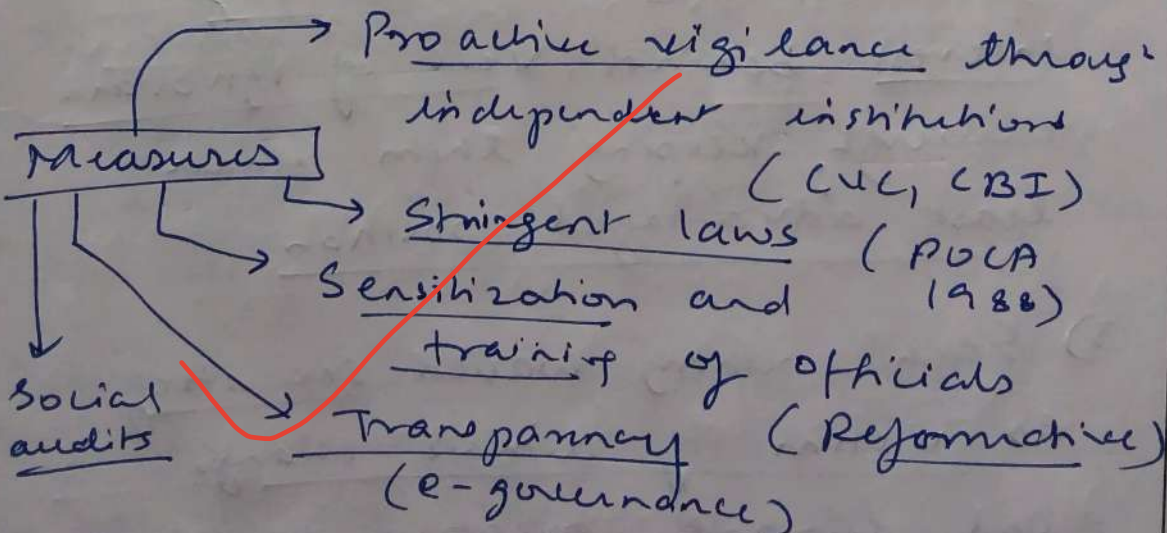 Proactive vigilance throug'
independent institutions
(CVC, CBI)
Measures
Stringent laws (POCA
1988)
Sensitization and
training of officials
(Reformative)
Social
audits
Transparency
(e-governance)